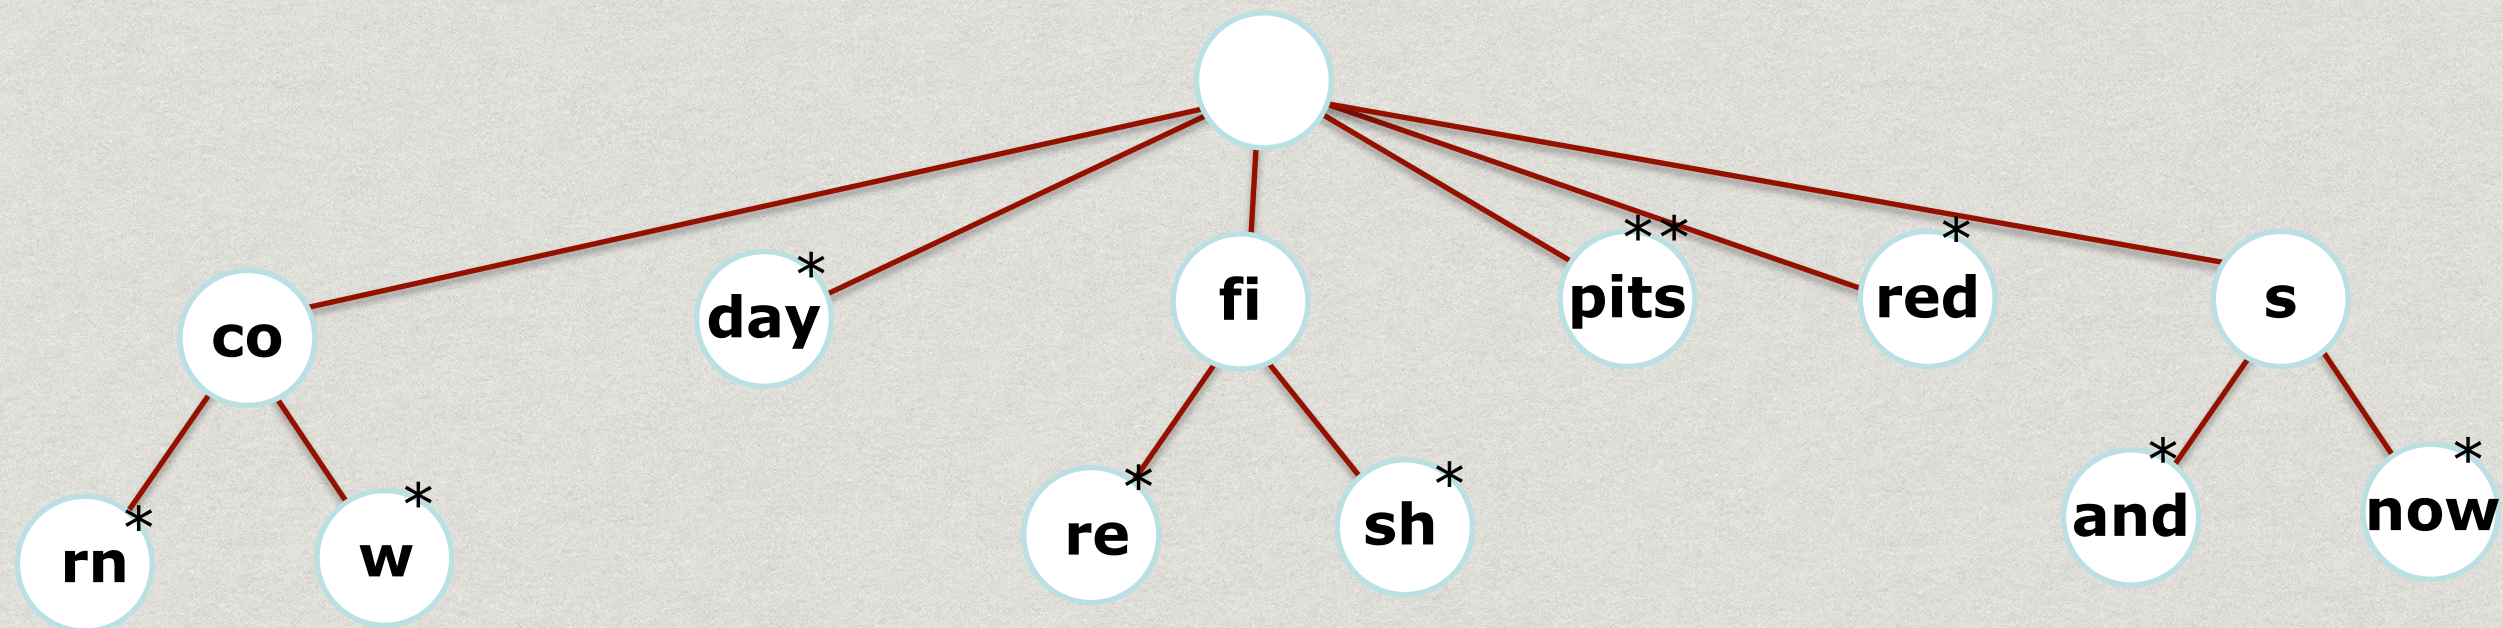 * * *
co day * fi pits red s
rn * w * re * sh * and * now *